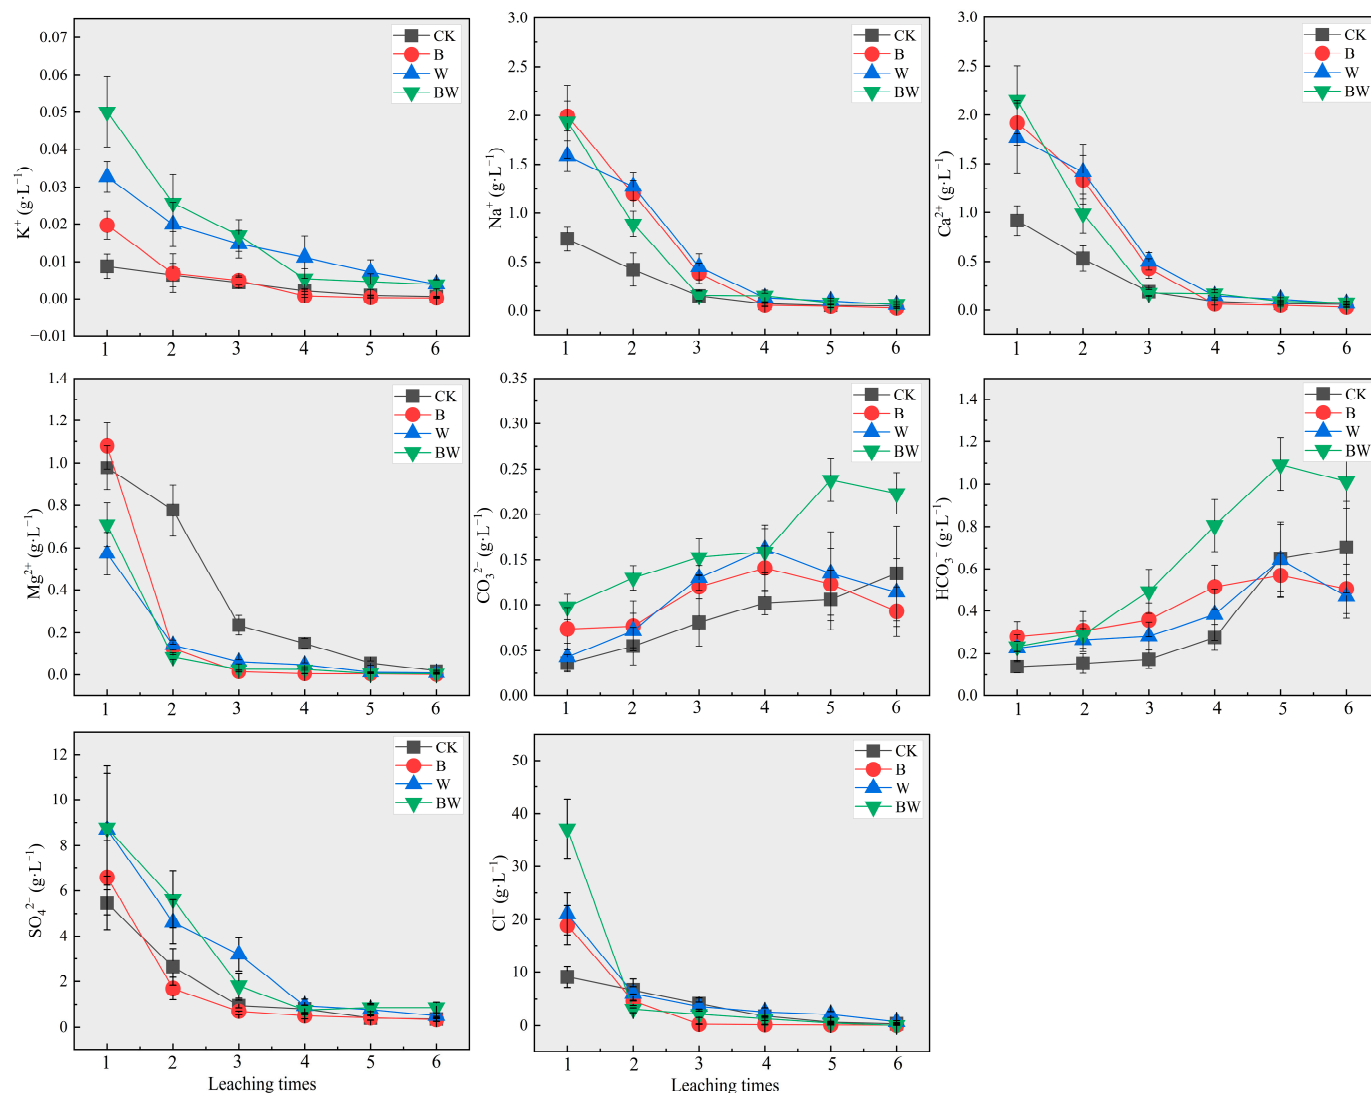 K⁺ (g·L⁻¹)
0.07
0.06
0.05
0.04
0.03
0.02
0.01
0.00
−0.01
1 2 3 4 5 6
CK
B
W
BW
Na⁺ (g·L⁻¹)
3.0
2.5
2.0
1.5
1.0
0.5
0.0
1 2 3 4 5 6
CK
B
W
BW
Ca²⁺ (g·L⁻¹)
3.0
2.5
2.0
1.5
1.0
0.5
0.0
1 2 3 4 5 6
CK
B
W
BW
Mg²⁺ (g·L⁻¹)
1.4
1.2
1.0
0.8
0.6
0.4
0.2
0.0
1 2 3 4 5 6
CK
B
W
BW
CO₃²⁻ (g·L⁻¹)
0.35
0.30
0.25
0.20
0.15
0.10
0.05
0.00
1 2 3 4 5 6
CK
B
W
BW
HCO₃⁻ (g·L⁻¹)
1.4
1.2
1.0
0.8
0.6
0.4
0.2
0.0
1 2 3 4 5 6
CK
B
W
BW
SO₄²⁻ (g·L⁻¹)
12
10
8
6
4
2
0
1 2 3 4 5 6
Leaching times
CK
B
W
BW
Cl⁻ (g·L⁻¹)
50
40
30
20
10
0
1 2 3 4 5 6
Leaching times
CK
B
W
BW